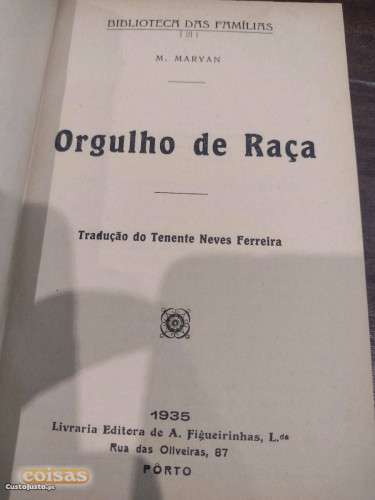 BIBLIOTECA DAS FAMÍLIAS
[ III ]
M. MARYAN
Orgulho de Raça
Tradução do Tenente Neves Ferreira
1935
Livraria Editora de A. Figueirinhas, L.da
Rua das Oliveiras, 87
PÔRTO
coisas
CustoJusto.pt